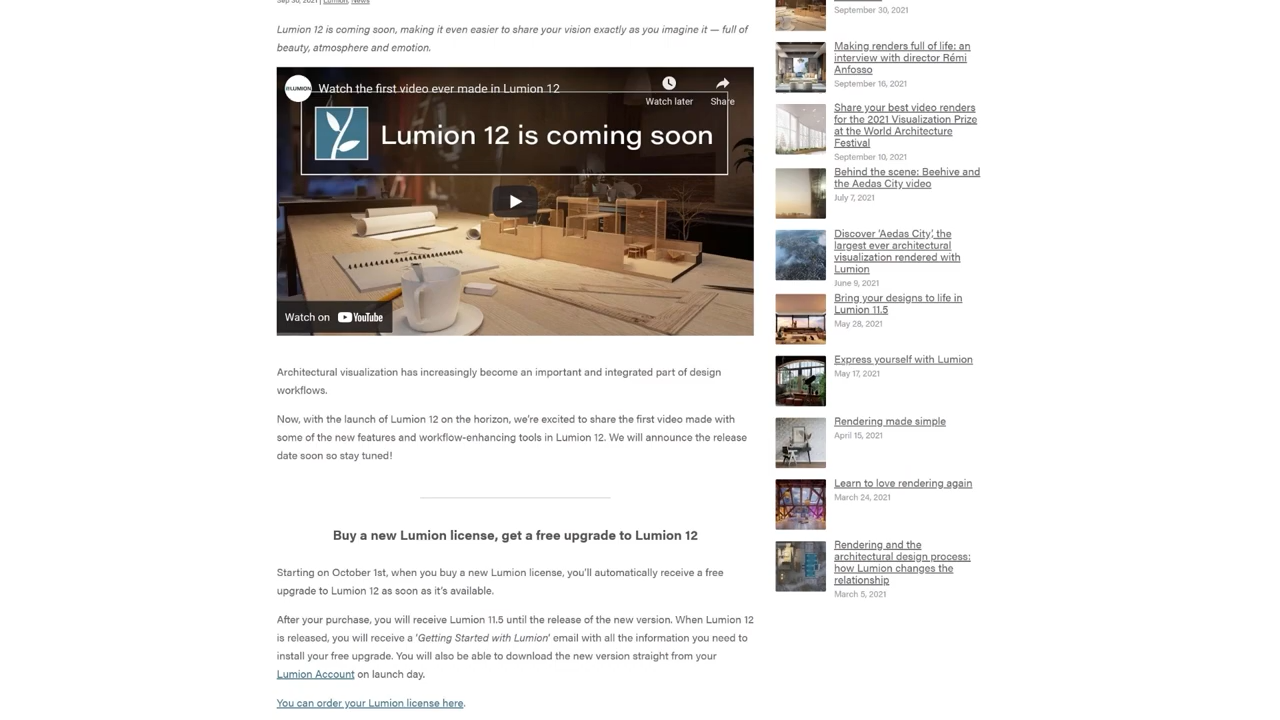 Sep 30, 2021 | Lumion, News
Lumion 12 is coming soon, making it even easier to share your vision exactly as you imagine it — full of
beauty, atmosphere and emotion.
LUMION
Watch the first video ever made in Lumion 12
Watch later
Share
Lumion 12 is coming soon
Watch on YouTube
Architectural visualization has increasingly become an important and integrated part of design
workflows.
Now, with the launch of Lumion 12 on the horizon, we're excited to share the first video made with
some of the new features and workflow-enhancing tools in Lumion 12. We will announce the release
date soon so stay tuned!
Buy a new Lumion license, get a free upgrade to Lumion 12
Starting on October 1st, when you buy a new Lumion license, you'll automatically receive a free
upgrade to Lumion 12 as soon as it's available.
After your purchase, you will receive Lumion 11.5 until the release of the new version. When Lumion 12
is released, you will receive a 'Getting Started with Lumion' email with all the information you need to
install your free upgrade. You will also be able to download the new version straight from your
Lumion Account on launch day.
You can order your Lumion license here.
September 30, 2021
Making renders full of life: an
interview with director Rémi
Anfosso
September 16, 2021
Share your best video renders
for the 2021 Visualization Prize
at the World Architecture
Festival
September 10, 2021
Behind the scene: Beehive and
the Aedas City video
July 7, 2021
Discover 'Aedas City', the
largest ever architectural
visualization rendered with
Lumion
June 9, 2021
Bring your designs to life in
Lumion 11.5
May 28, 2021
Express yourself with Lumion
May 17, 2021
Rendering made simple
April 15, 2021
Learn to love rendering again
March 24, 2021
Rendering and the
architectural design process:
how Lumion changes the
relationship
March 5, 2021